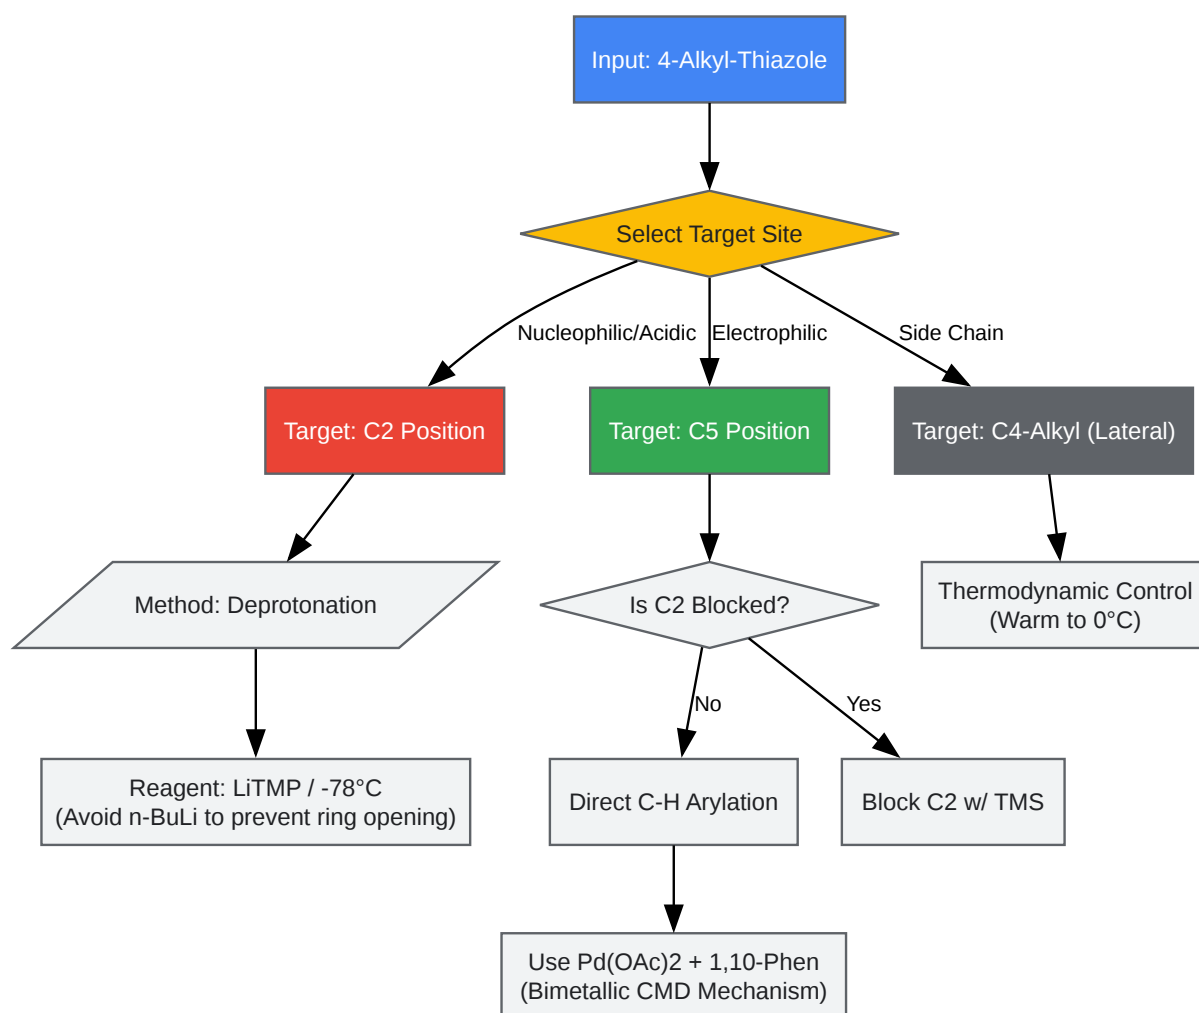 Input: 4-Alkyl-Thiazole
Select Target Site
Nucleophilic/Acidic
Electrophilic
Side Chain
Target: C2 Position
Target: C5 Position
Target: C4-Alkyl (Lateral)
Method: Deprotonation
Is C2 Blocked?
Thermodynamic Control
(Warm to 0°C)
No
Yes
Reagent: LiTMP / -78°C
(Avoid n-BuLi to prevent ring opening)
Direct C-H Arylation
Block C2 w/ TMS
Use Pd(OAc)2 + 1,10-Phen
(Bimetallic CMD Mechanism)